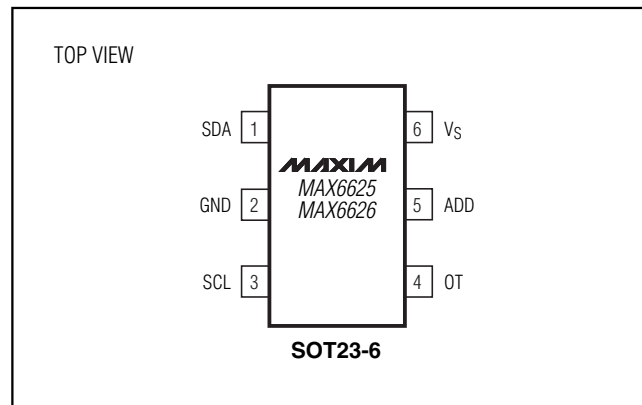 TOP VIEW
SDA 1
6 VS
MAXIM
MAX6625
MAX6626
GND 2
5 ADD
SCL 3
4 OT
SOT23-6